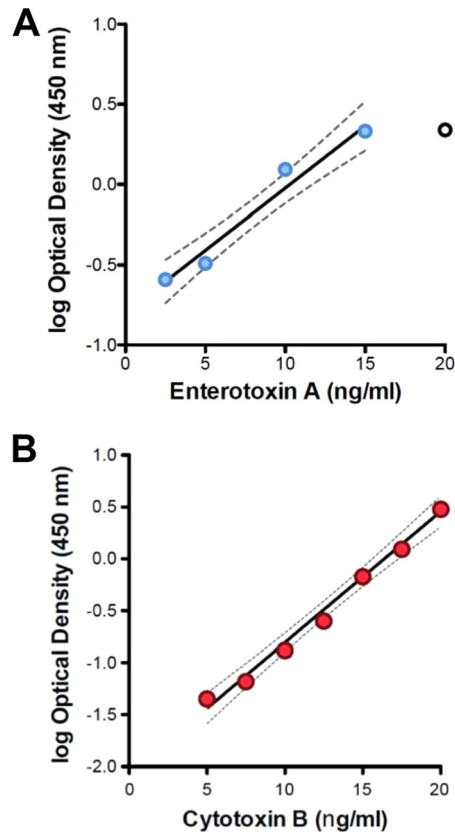 A
log Optical Density (450 nm)
1.0
0.5
0.0
-0.5
-1.0
0 5 10 15 20
Enterotoxin A (ng/ml)
B
log Optical Density (450 nm)
1.0
0.5
0.0
-0.5
-1.0
-1.5
-2.0
0 5 10 15 20
Cytotoxin B (ng/ml)